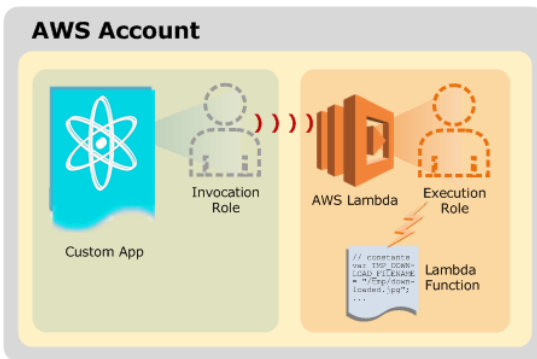 AWS Account
Invocation
Role
Custom App
AWS Lambda
Execution
Role
// constants
var TMP_DOWN-
LOAD_FILENAME
= "/tmp/down-
loaded.jpg";
...
Lambda
Function